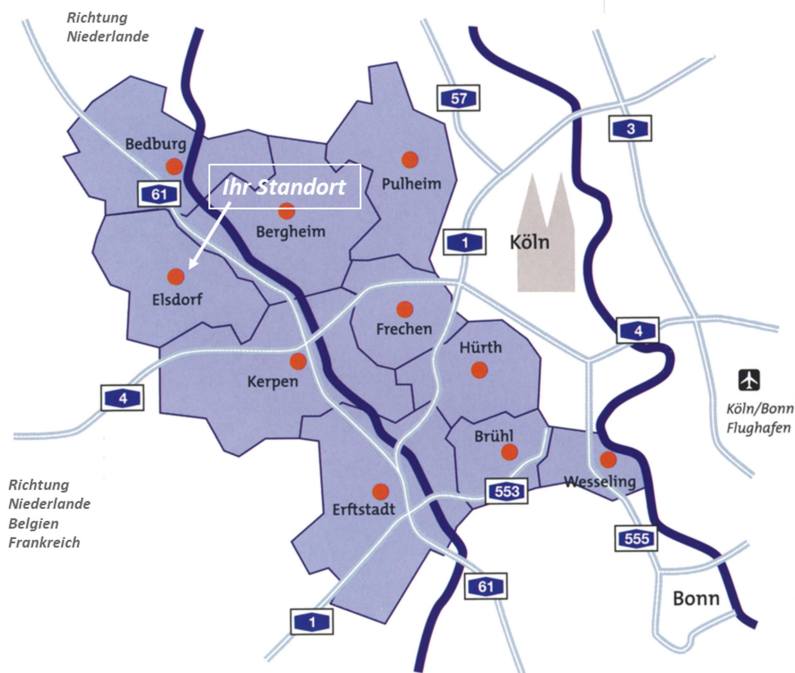 Richtung
Niederlande
57
3
Bedburg
Pulheim
61
Ihr Standort
Bergheim
1
Köln
Elsdorf
Frechen
4
Hürth
Kerpen
4
Köln/Bonn
Flughafen
Brühl
Wesseling
Richtung
Niederlande
Belgien
Frankreich
553
Erftstadt
555
61
Bonn
1